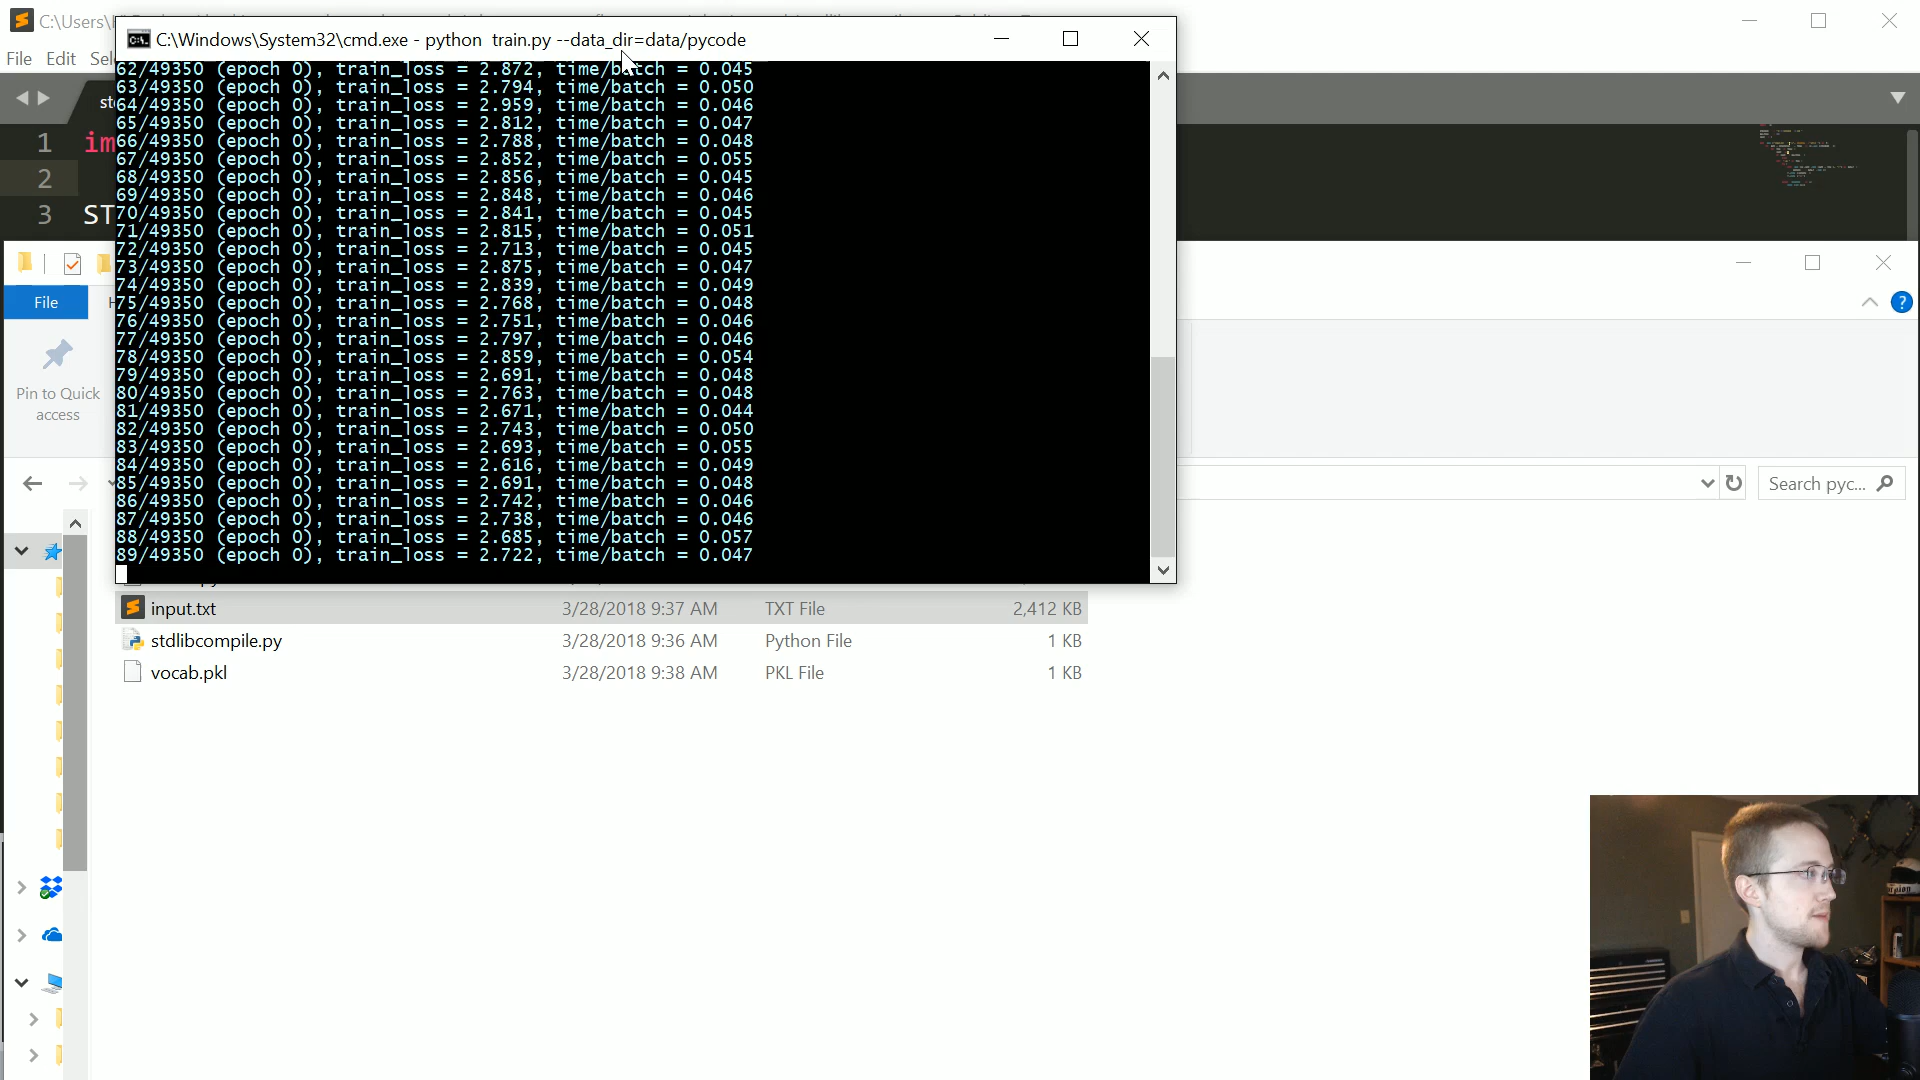 C:\Users\
C:\Windows\System32\cmd.exe - python  train.py --data_dir=data/pycode
File Edit Sel
62/49350 (epoch 0), train_loss = 2.872, time/batch = 0.045
63/49350 (epoch 0), train_loss = 2.794, time/batch = 0.050
64/49350 (epoch 0), train_loss = 2.959, time/batch = 0.046
65/49350 (epoch 0), train_loss = 2.812, time/batch = 0.047
66/49350 (epoch 0), train_loss = 2.788, time/batch = 0.048
67/49350 (epoch 0), train_loss = 2.852, time/batch = 0.055
68/49350 (epoch 0), train_loss = 2.856, time/batch = 0.045
69/49350 (epoch 0), train_loss = 2.848, time/batch = 0.046
70/49350 (epoch 0), train_loss = 2.841, time/batch = 0.045
71/49350 (epoch 0), train_loss = 2.815, time/batch = 0.051
72/49350 (epoch 0), train_loss = 2.713, time/batch = 0.045
73/49350 (epoch 0), train_loss = 2.875, time/batch = 0.047
74/49350 (epoch 0), train_loss = 2.839, time/batch = 0.049
75/49350 (epoch 0), train_loss = 2.768, time/batch = 0.048
76/49350 (epoch 0), train_loss = 2.751, time/batch = 0.046
77/49350 (epoch 0), train_loss = 2.797, time/batch = 0.046
78/49350 (epoch 0), train_loss = 2.859, time/batch = 0.054
79/49350 (epoch 0), train_loss = 2.691, time/batch = 0.048
80/49350 (epoch 0), train_loss = 2.763, time/batch = 0.048
81/49350 (epoch 0), train_loss = 2.671, time/batch = 0.044
82/49350 (epoch 0), train_loss = 2.743, time/batch = 0.050
83/49350 (epoch 0), train_loss = 2.693, time/batch = 0.055
84/49350 (epoch 0), train_loss = 2.616, time/batch = 0.049
85/49350 (epoch 0), train_loss = 2.691, time/batch = 0.048
86/49350 (epoch 0), train_loss = 2.742, time/batch = 0.046
87/49350 (epoch 0), train_loss = 2.738, time/batch = 0.046
88/49350 (epoch 0), train_loss = 2.685, time/batch = 0.057
89/49350 (epoch 0), train_loss = 2.722, time/batch = 0.047
st
1 im
2
3 ST
File
Pin to Quick
access
Search pyc...
input.txt 3/28/2018 9:37 AM TXT File 2,412 KB
stdlibcompile.py 3/28/2018 9:36 AM Python File 1 KB
vocab.pkl 3/28/2018 9:38 AM PKL File 1 KB